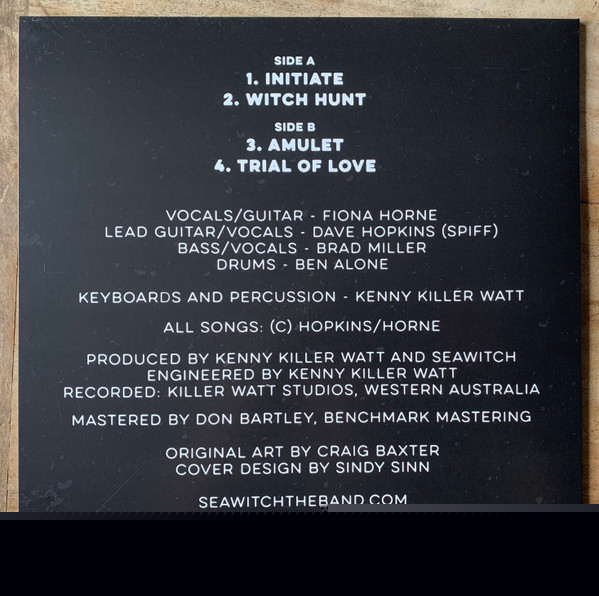 SIDE A
1. INITIATE
2. WITCH HUNT
SIDE B
3. AMULET
4. TRIAL OF LOVE
VOCALS/GUITAR - FIONA HORNE
LEAD GUITAR/VOCALS - DAVE HOPKINS (SPIFF)
BASS/VOCALS - BRAD MILLER
DRUMS - BEN ALONE
KEYBOARDS AND PERCUSSION - KENNY KILLER WATT
ALL SONGS: (C) HOPKINS/HORNE
PRODUCED BY KENNY KILLER WATT AND SEAWITCH
ENGINEERED BY KENNY KILLER WATT
RECORDED: KILLER WATT STUDIOS, WESTERN AUSTRALIA
MASTERED BY DON BARTLEY, BENCHMARK MASTERING
ORIGINAL ART BY CRAIG BAXTER
COVER DESIGN BY SINDY SINN
SEAWITCHTHEBAND.COM